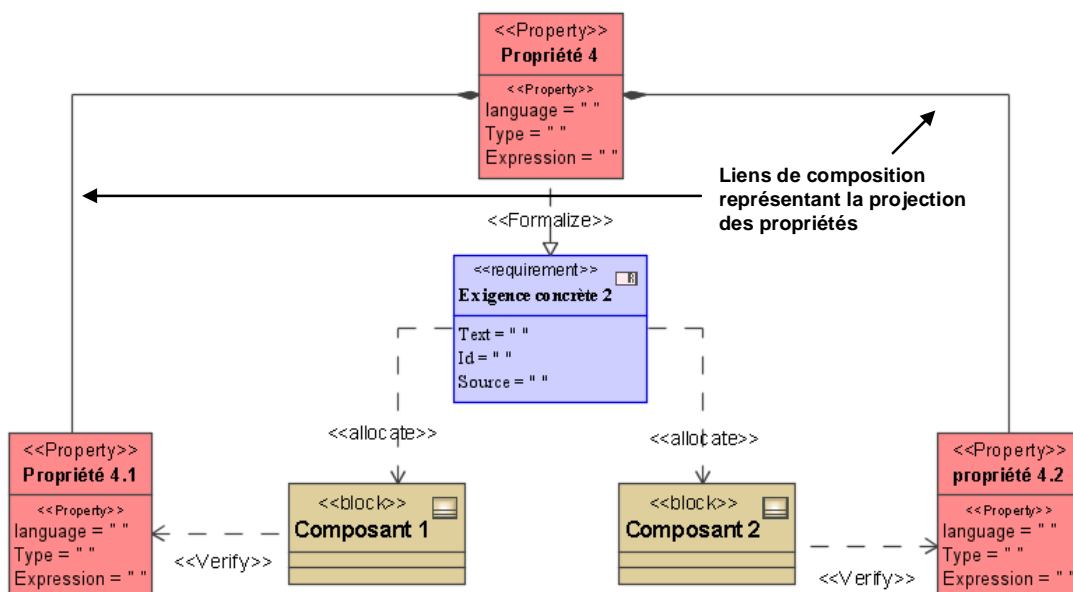 <<Property>>
Propriété 4
<<Property>>
language = " "
Type = " "
Expression = " "
Liens de composition
représentant la projection
des propriétés
<<Formalize>>
<<requirement>>
Exigence concrète 2
Text = " "
Id = " "
Source = " "
<<allocate>>
<<allocate>>
<<Property>>
Propriété 4.1
<<Property>>
language = " "
Type = " "
Expression = " "
<<block>>
Composant 1
<<Verify>>
<<block>>
Composant 2
<<Verify>>
<<Property>>
propriété 4.2
<<Property>>
language = " "
Type = " "
Expression = " "